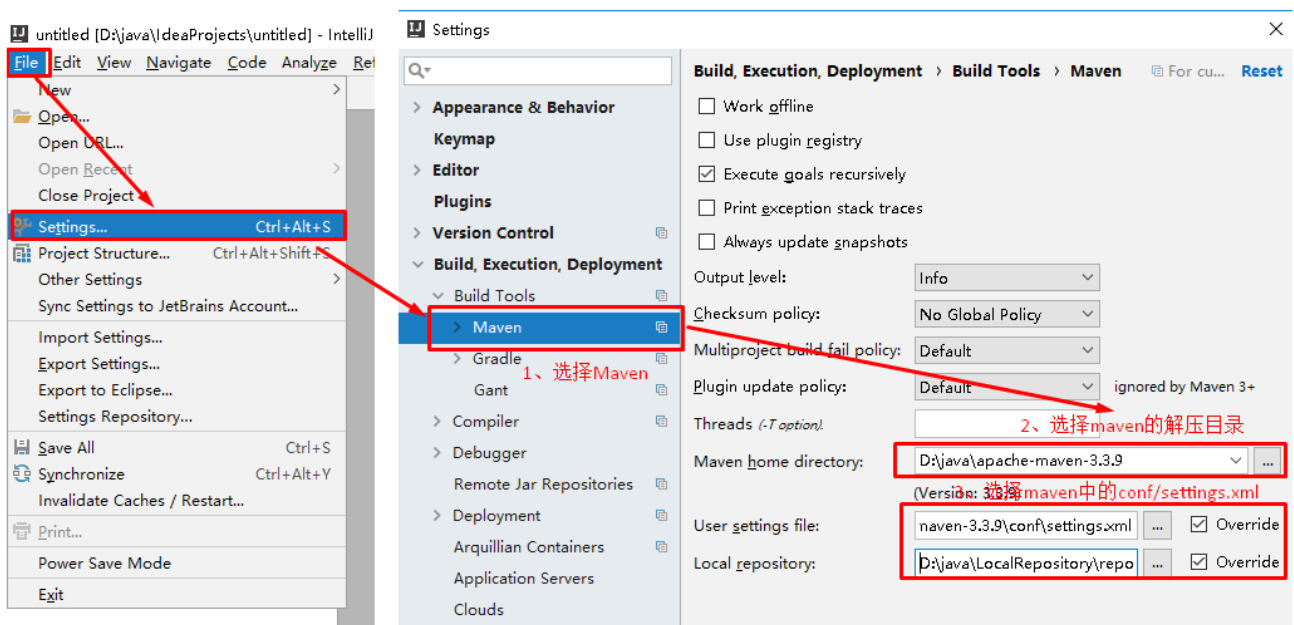 untitled [D:\java\IdeaProjects\untitled] - IntelliJ
File Edit View Navigate Code Analyze Ref
New
Open...
Open URL...
Open Recent
Close Project
Settings... Ctrl+Alt+S
Project Structure... Ctrl+Alt+Shift+S
Other Settings
Sync Settings to JetBrains Account...
Import Settings...
Export Settings...
Export to Eclipse...
Settings Repository...
Save All Ctrl+S
Synchronize Ctrl+Alt+Y
Invalidate Caches / Restart...
Print...
Power Save Mode
Exit
Settings
Appearance & Behavior
Keymap
Editor
Plugins
Version Control
Build, Execution, Deployment
Build Tools
Maven
Gradle
1、选择Maven
Gant
Compiler
Debugger
Remote Jar Repositories
Deployment
Arquillian Containers
Application Servers
Clouds
Build, Execution, Deployment › Build Tools › Maven For cu... Reset
Work offline
Use plugin registry
Execute goals recursively
Print exception stack traces
Always update snapshots
Output level: Info
Checksum policy: No Global Policy
Multiproject build fail policy: Default
Plugin update policy: Default ignored by Maven 3+
Threads (-T option).
2、选择maven的解压目录
Maven home directory: D:\java\apache-maven-3.3.9 ...
(Version: 3.3.9)
3、选择maven中的conf/settings.xml
User settings file: naven-3.3.9\conf\settings.xml ... Override
Local repository: D:\java\LocalRepository\repo ... Override